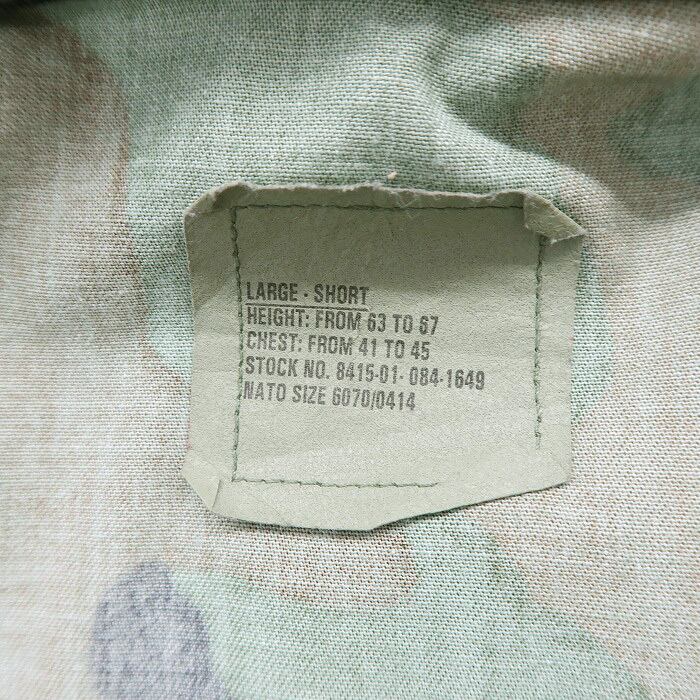 LARGE - SHORT
HEIGHT: FROM 63 TO 67
CHEST: FROM 41 TO 45
STOCK NO. 8415-01- 084-1649
NATO SIZE 6070/0414